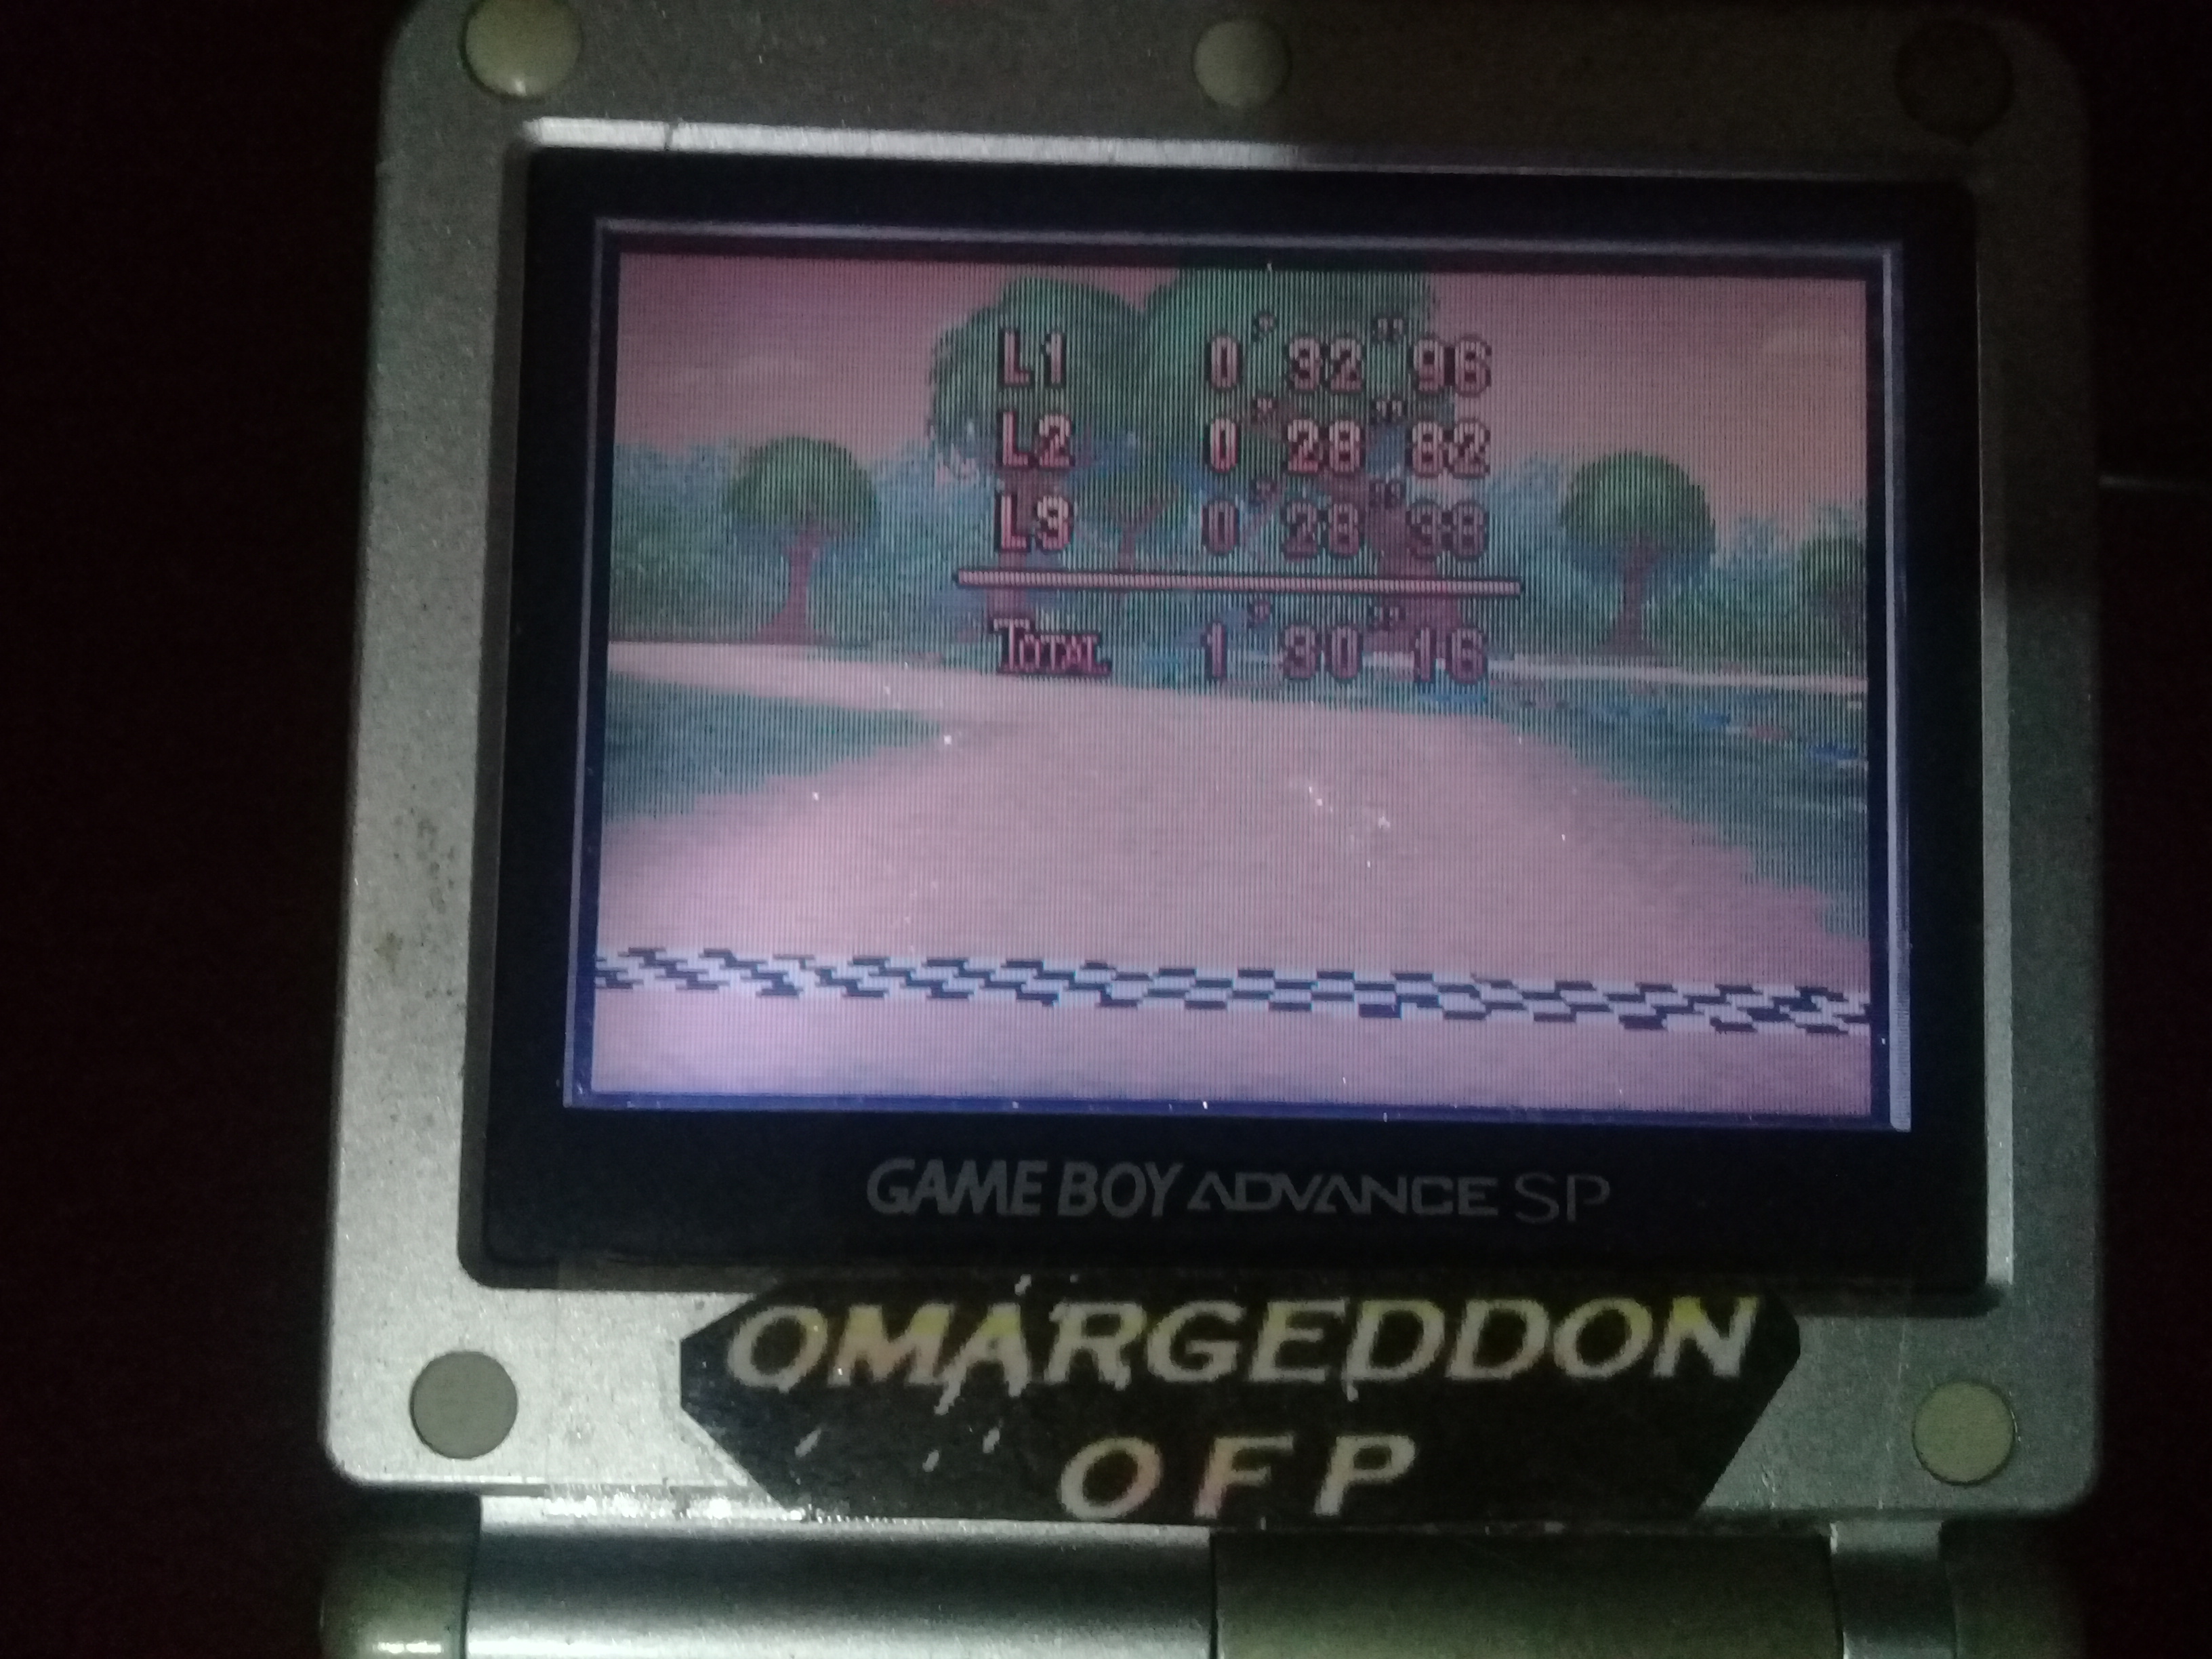 L1 0'32"96
L2 0'28"82
L3 0'28"38
TOTAL 1'30"16
GAME BOY ADVANCE SP
OMARGEDDON
OFP